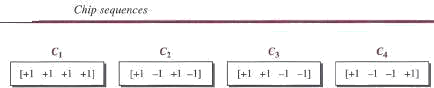 Chip sequences
C1 C2 C3 C4
[+1 +1 +1 +1] [+1 −1 +1 −1] [+1 +1 −1 −1] [+1 −1 −1 +1]